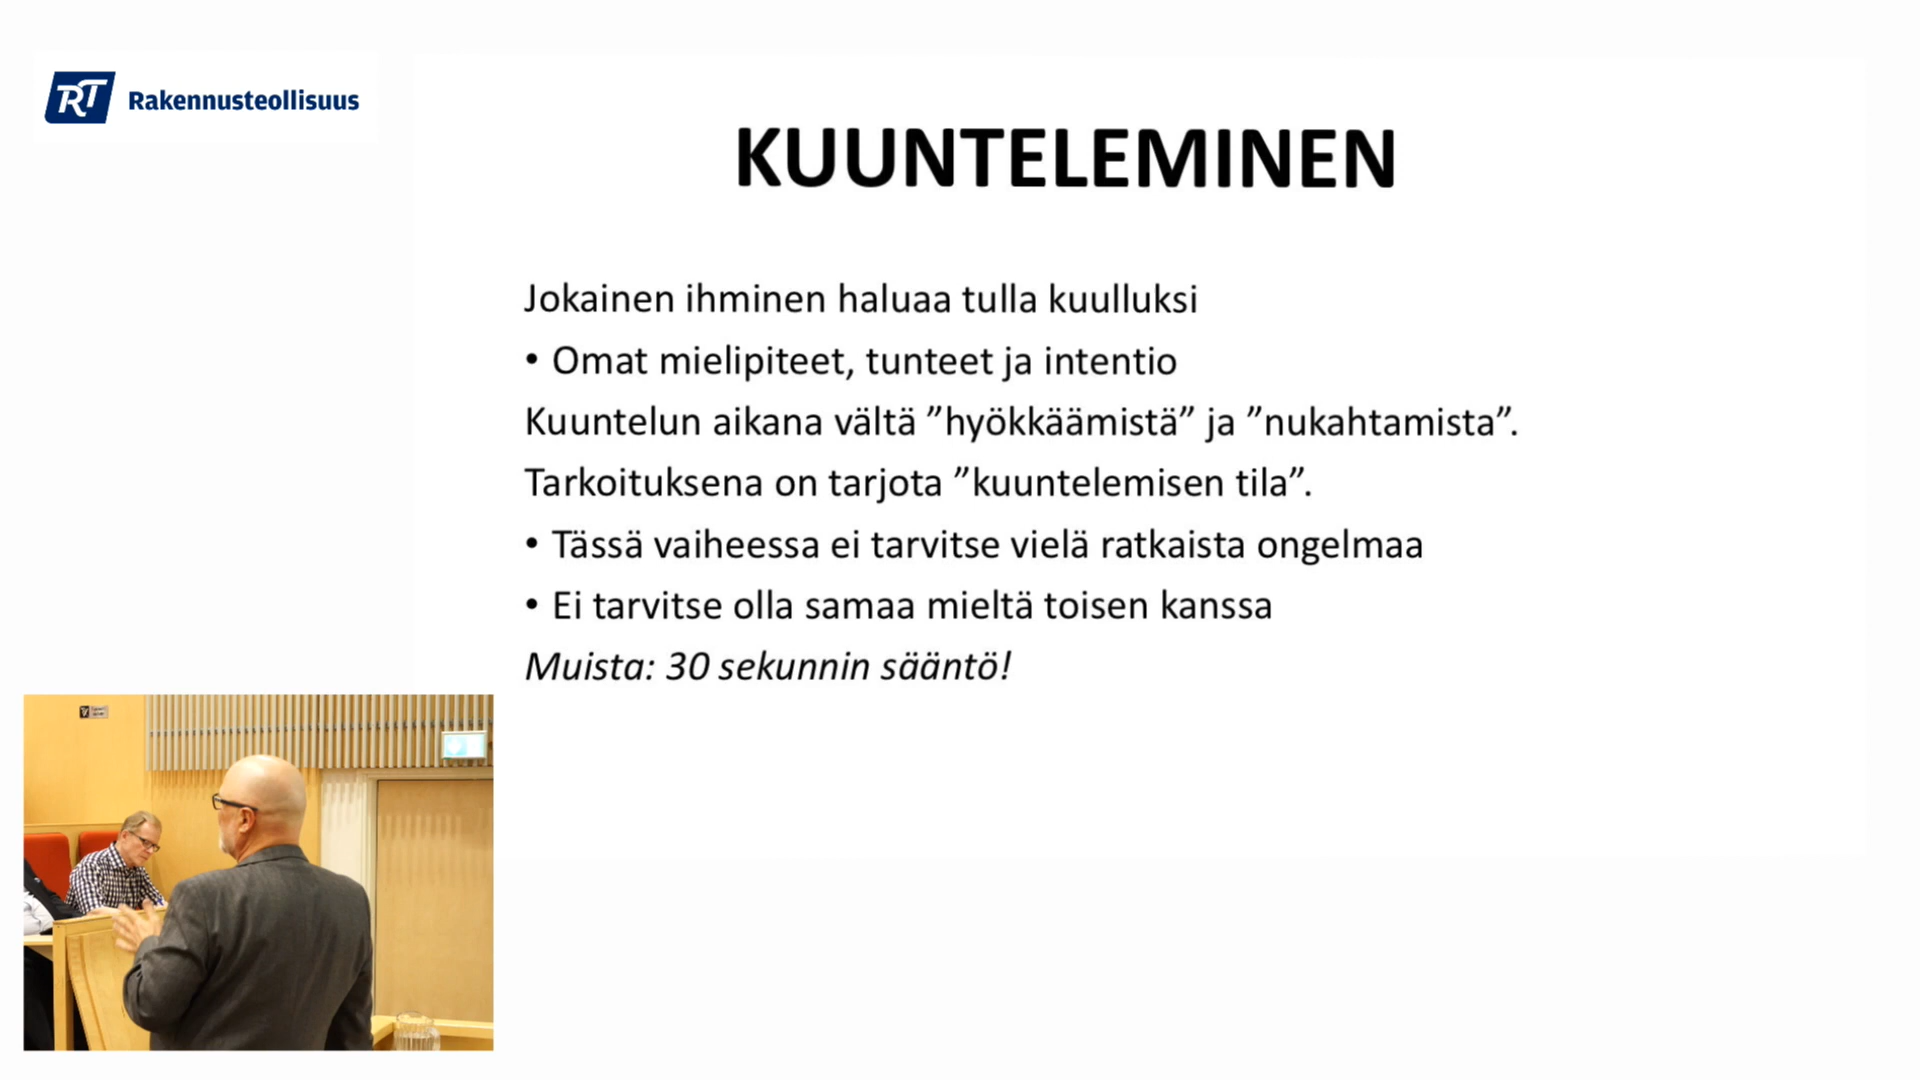 RT Rakennusteollisuus
KUUNTELEMINEN
Jokainen ihminen haluaa tulla kuulluksi
• Omat mielipiteet, tunteet ja intentio
Kuuntelun aikana vältä ”hyökkäämistä” ja ”nukahtamista”.
Tarkoituksena on tarjota ”kuuntelemisen tila”.
• Tässä vaiheessa ei tarvitse vielä ratkaista ongelmaa
• Ei tarvitse olla samaa mieltä toisen kanssa
Muista: 30 sekunnin sääntö!